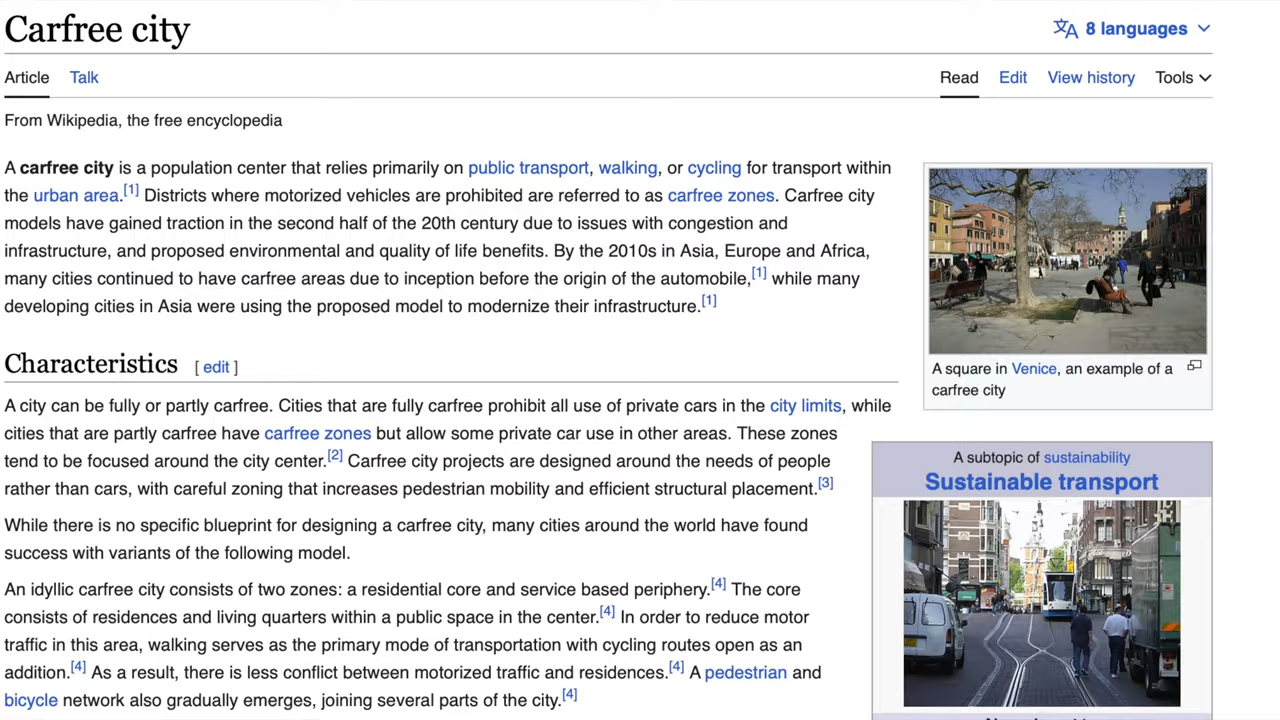 Carfree city
8 languages
Article Talk
Read Edit View history Tools
From Wikipedia, the free encyclopedia
A carfree city is a population center that relies primarily on public transport, walking, or cycling for transport within
the urban area.[1] Districts where motorized vehicles are prohibited are referred to as carfree zones. Carfree city
models have gained traction in the second half of the 20th century due to issues with congestion and
infrastructure, and proposed environmental and quality of life benefits. By the 2010s in Asia, Europe and Africa,
many cities continued to have carfree areas due to inception before the origin of the automobile,[1] while many
developing cities in Asia were using the proposed model to modernize their infrastructure.[1]
A square in Venice, an example of a
carfree city
Characteristics [ edit ]
A city can be fully or partly carfree. Cities that are fully carfree prohibit all use of private cars in the city limits, while
cities that are partly carfree have carfree zones but allow some private car use in other areas. These zones
tend to be focused around the city center.[2] Carfree city projects are designed around the needs of people
rather than cars, with careful zoning that increases pedestrian mobility and efficient structural placement.[3]
While there is no specific blueprint for designing a carfree city, many cities around the world have found
success with variants of the following model.
An idyllic carfree city consists of two zones: a residential core and service based periphery.[4] The core
consists of residences and living quarters within a public space in the center.[4] In order to reduce motor
traffic in this area, walking serves as the primary mode of transportation with cycling routes open as an
addition.[4] As a result, there is less conflict between motorized traffic and residences.[4] A pedestrian and
bicycle network also gradually emerges, joining several parts of the city.[4]
A subtopic of sustainability
Sustainable transport